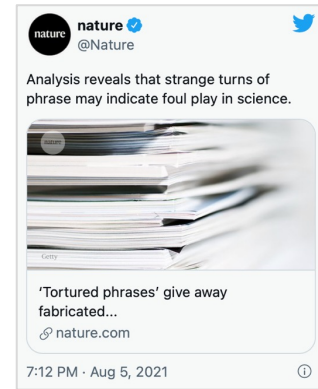 nature
nature
@Nature
Analysis reveals that strange turns of
phrase may indicate foul play in science.
nature
Getty
‘Tortured phrases’ give away
fabricated...
nature.com
7:12 PM · Aug 5, 2021